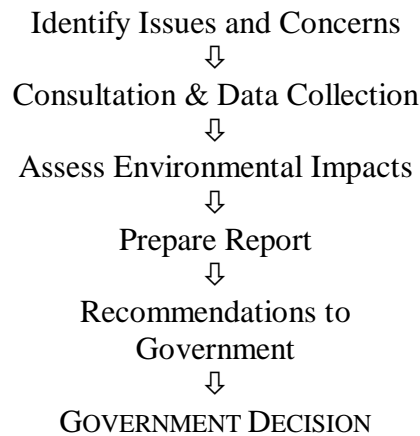 Identify Issues and Concerns
⇩
Consultation & Data Collection
⇩
Assess Environmental Impacts
⇩
Prepare Report
⇩
Recommendations to
Government
⇩
GOVERNMENT DECISION